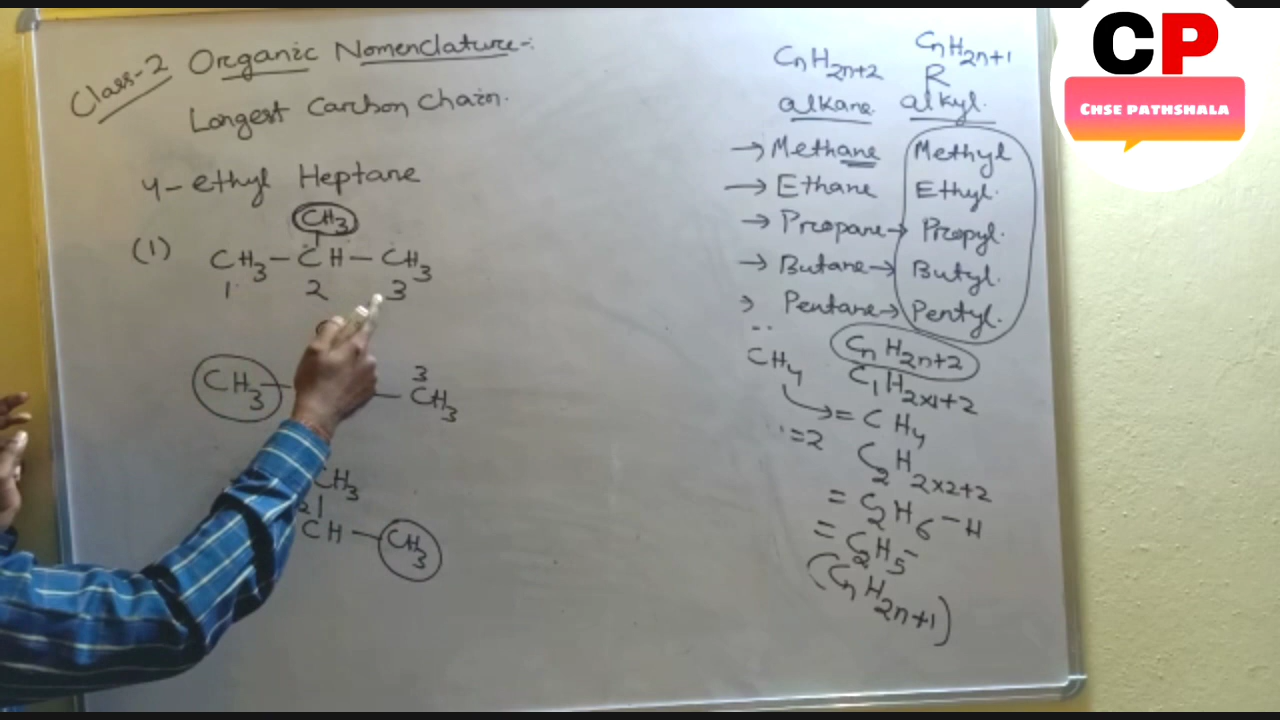 Class-2 Organic Nomenclature-:
Longest Carbon Chain.
4- ethyl Heptane
CH3
(1) CH3 - CH - CH3
1 2 3
3
CH3 - CH3
CH3
2
CH - CH3
CnH2n+2 CnH2n+1
R
alkane alkyl.
→ Methane Methyl
→ Ethane Ethyl.
→ Propane → Propyl.
→ Butane → Butyl.
Pentane → Pentyl.
CnH2n+2
CH4 C1H2x1+2
= CH4
=2 C2H2x2+2
= C2H6 - H
= C2H5-
(CnH2n+1)
CP
CHSE PATHSHALA